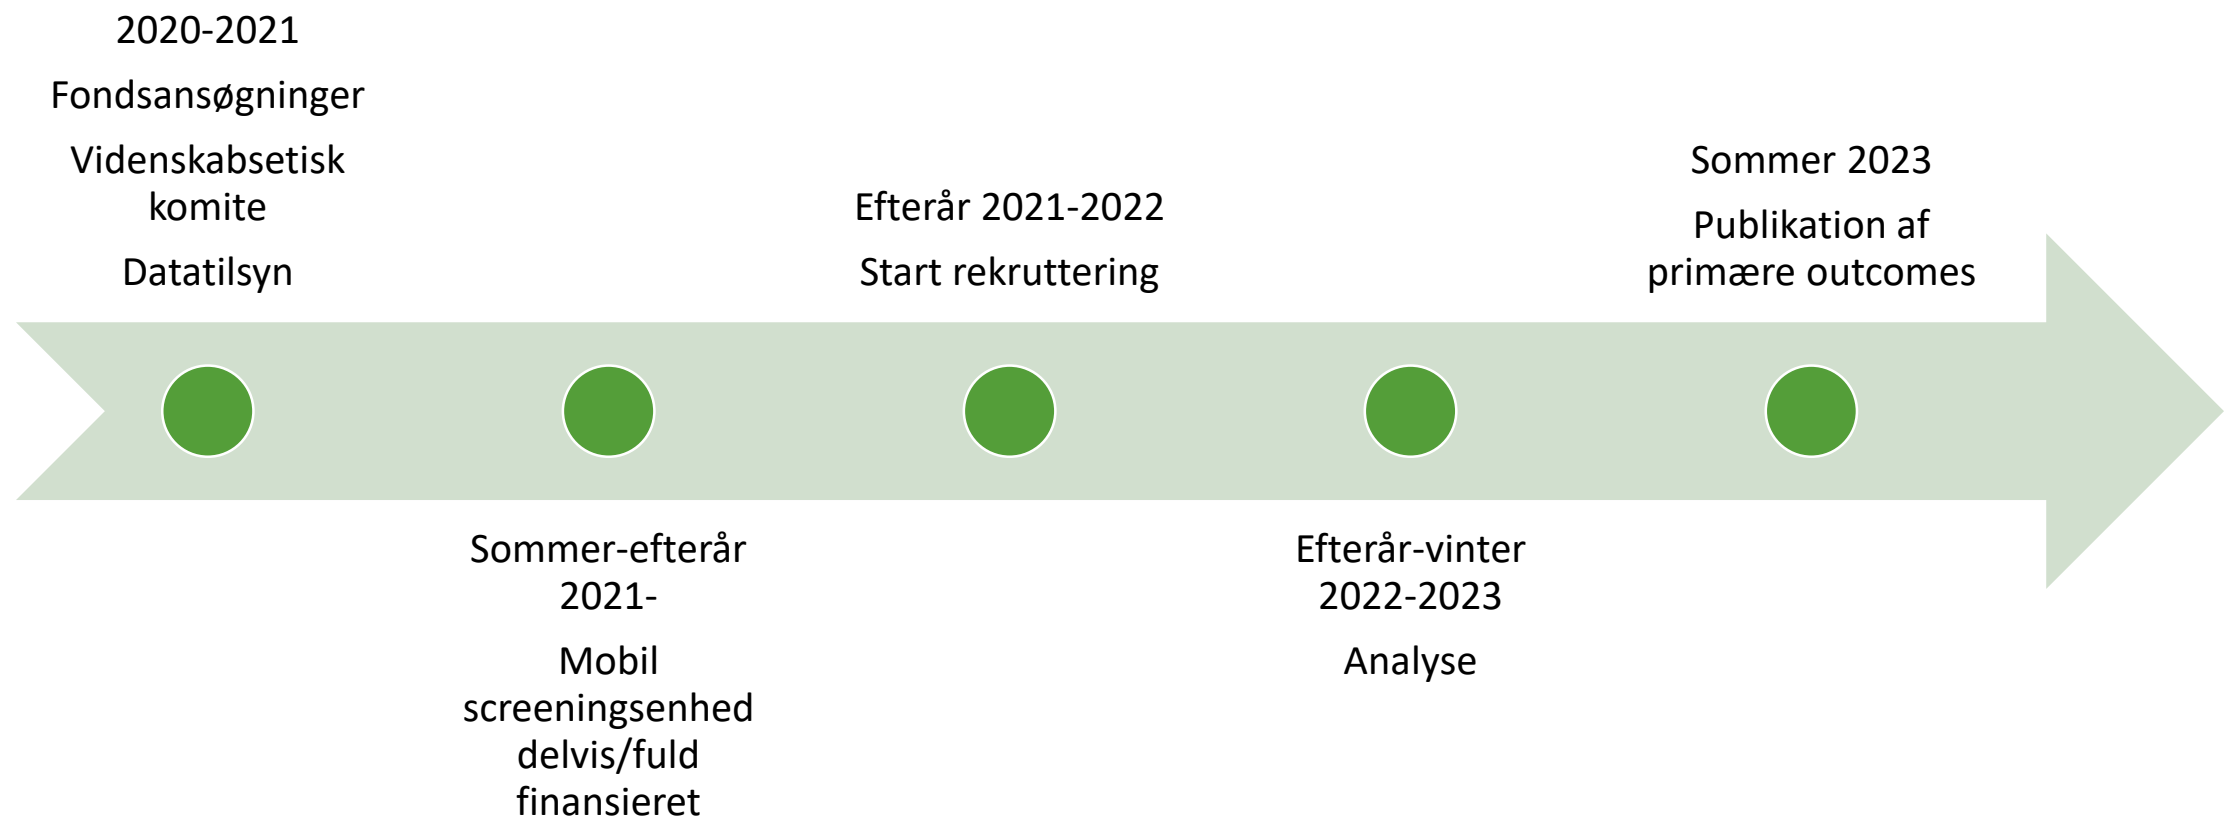 2020-2021
Fondsansøgninger
Videnskabsetisk
komite
Datatilsyn
Sommer-efterår
2021-
Mobil
screeningsenhed
delvis/fuld
finansieret
Efterår 2021-2022
Start rekruttering
Efterår-vinter
2022-2023
Analyse
Sommer 2023
Publikation af
primære outcomes